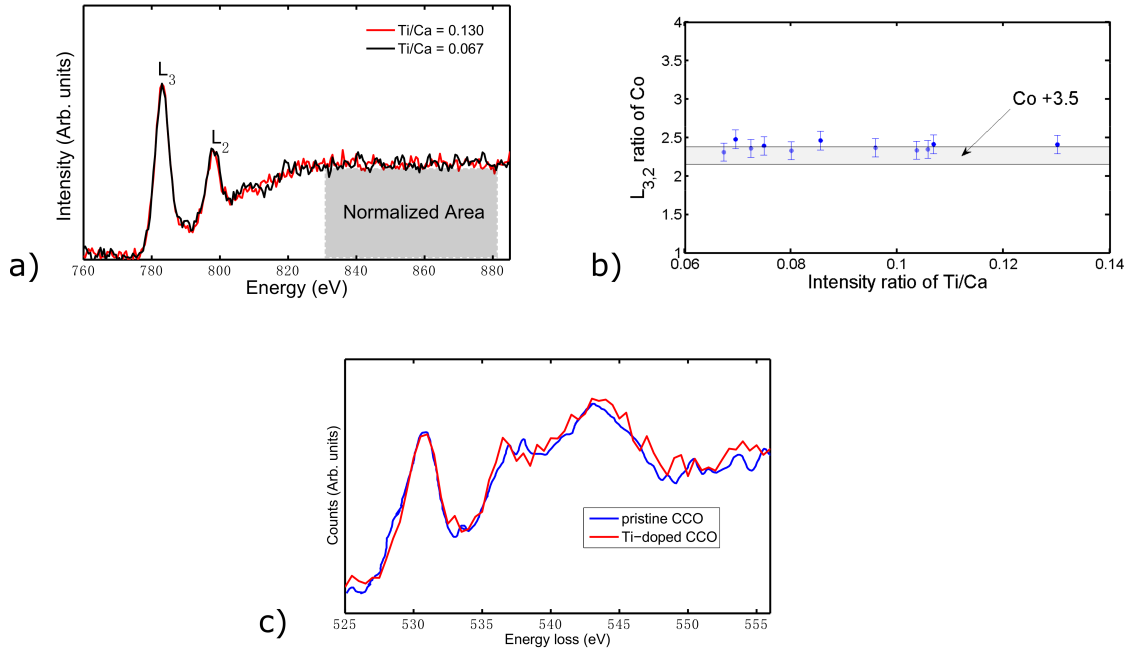 Ti/Ca = 0.130
Ti/Ca = 0.067
L3
L2
Normalized Area
Intensity (Arb. units)
760 780 800 820 840 860 880
Energy (eV)
a)
4
3.5
3
2.5
2
1.5
1
Co +3.5
L3,2 ratio of Co
0.06 0.08 0.1 0.12 0.14
Intensity ratio of Ti/Ca
b)
Counts (Arb. units)
pristine CCO
Ti−doped CCO
525 530 535 540 545 550 555
Energy loss (eV)
c)